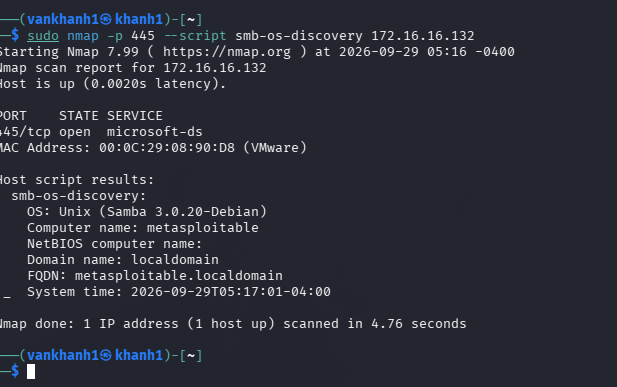 ──(vankhanh1㉿khanh1)-[~]
─$ sudo nmap -p 445 --script smb-os-discovery 172.16.16.132
Starting Nmap 7.99 ( https://nmap.org ) at 2026-09-29 05:16 -0400
Nmap scan report for 172.16.16.132
Host is up (0.0020s latency).
PORT    STATE SERVICE
445/tcp open  microsoft-ds
MAC Address: 00:0C:29:08:90:D8 (VMware)
Host script results:
  smb-os-discovery:
    OS: Unix (Samba 3.0.20-Debian)
    Computer name: metasploitable
    NetBIOS computer name:
    Domain name: localdomain
    FQDN: metasploitable.localdomain
 _  System time: 2026-09-29T05:17:01-04:00
Nmap done: 1 IP address (1 host up) scanned in 4.76 seconds
──(vankhanh1㉿khanh1)-[~]
─$